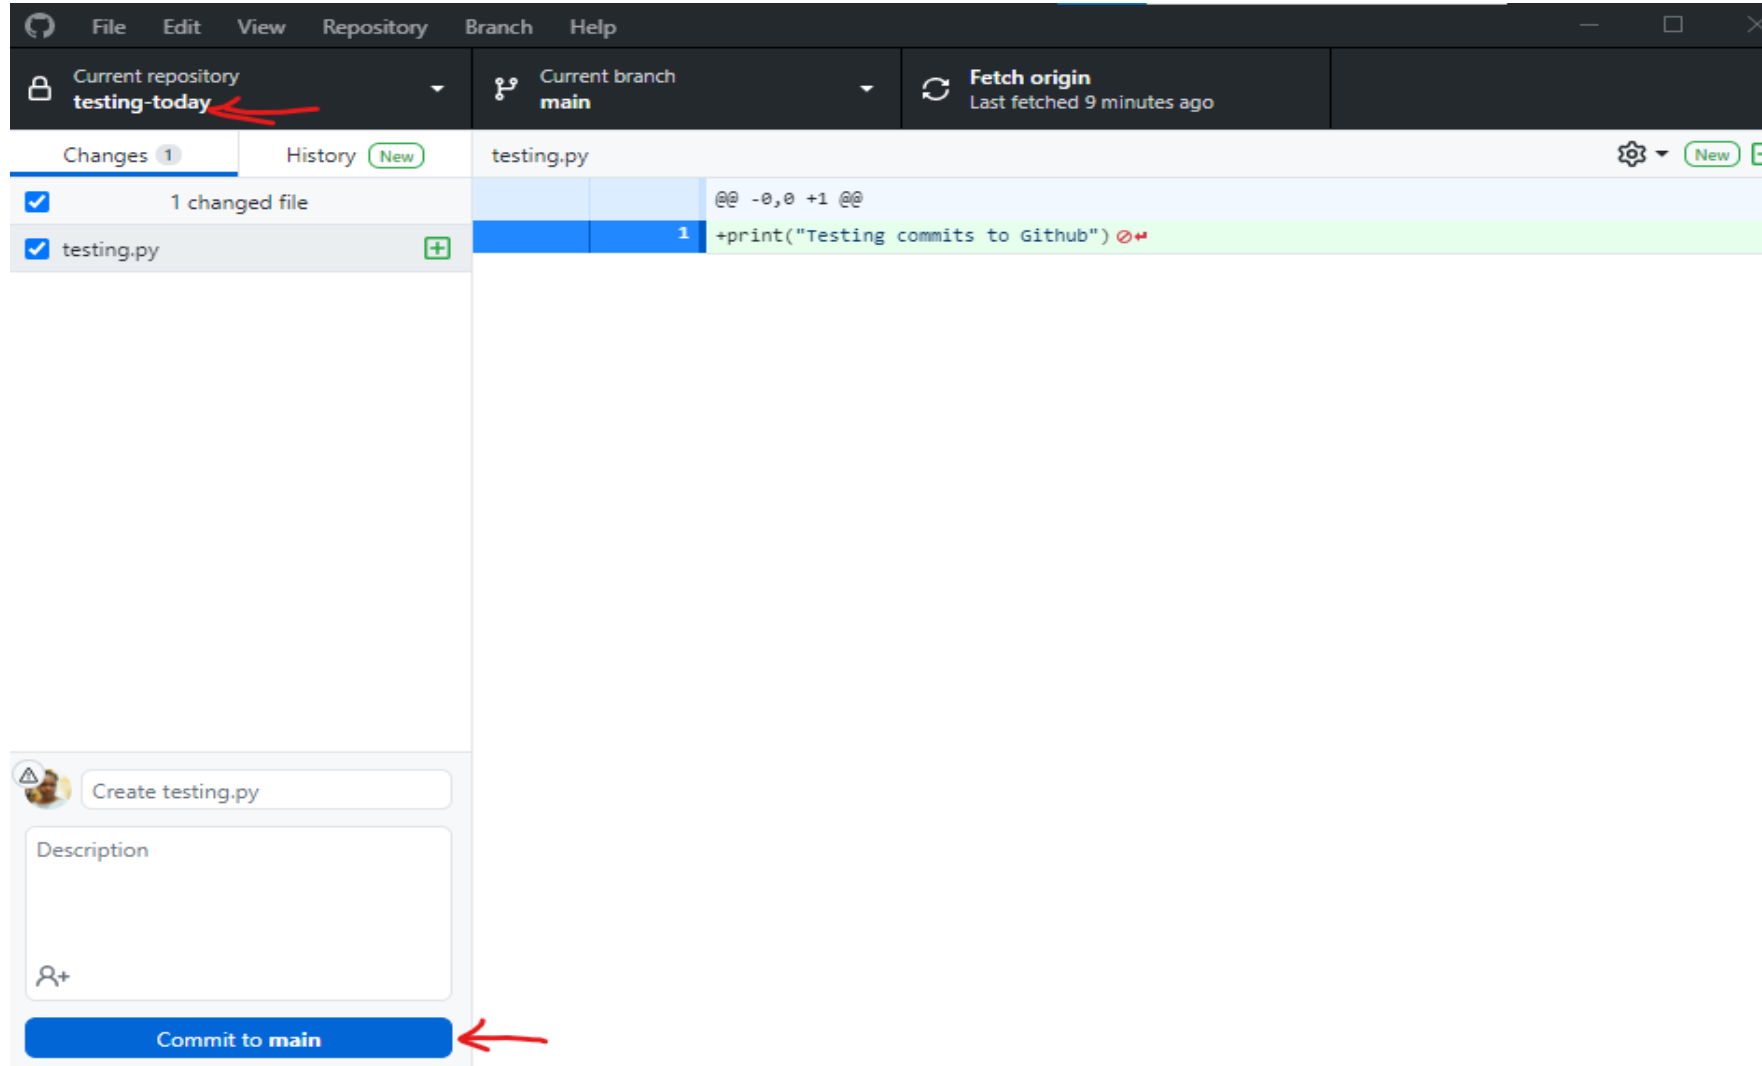 File Edit View Repository Branch Help
Current repository
testing-today
Current branch
main
Fetch origin
Last fetched 9 minutes ago
Changes 1
History New
testing.py
New
1 changed file
@@ -0,0 +1 @@
testing.py
1 +print("Testing commits to Github")
Create testing.py
Description
Commit to main